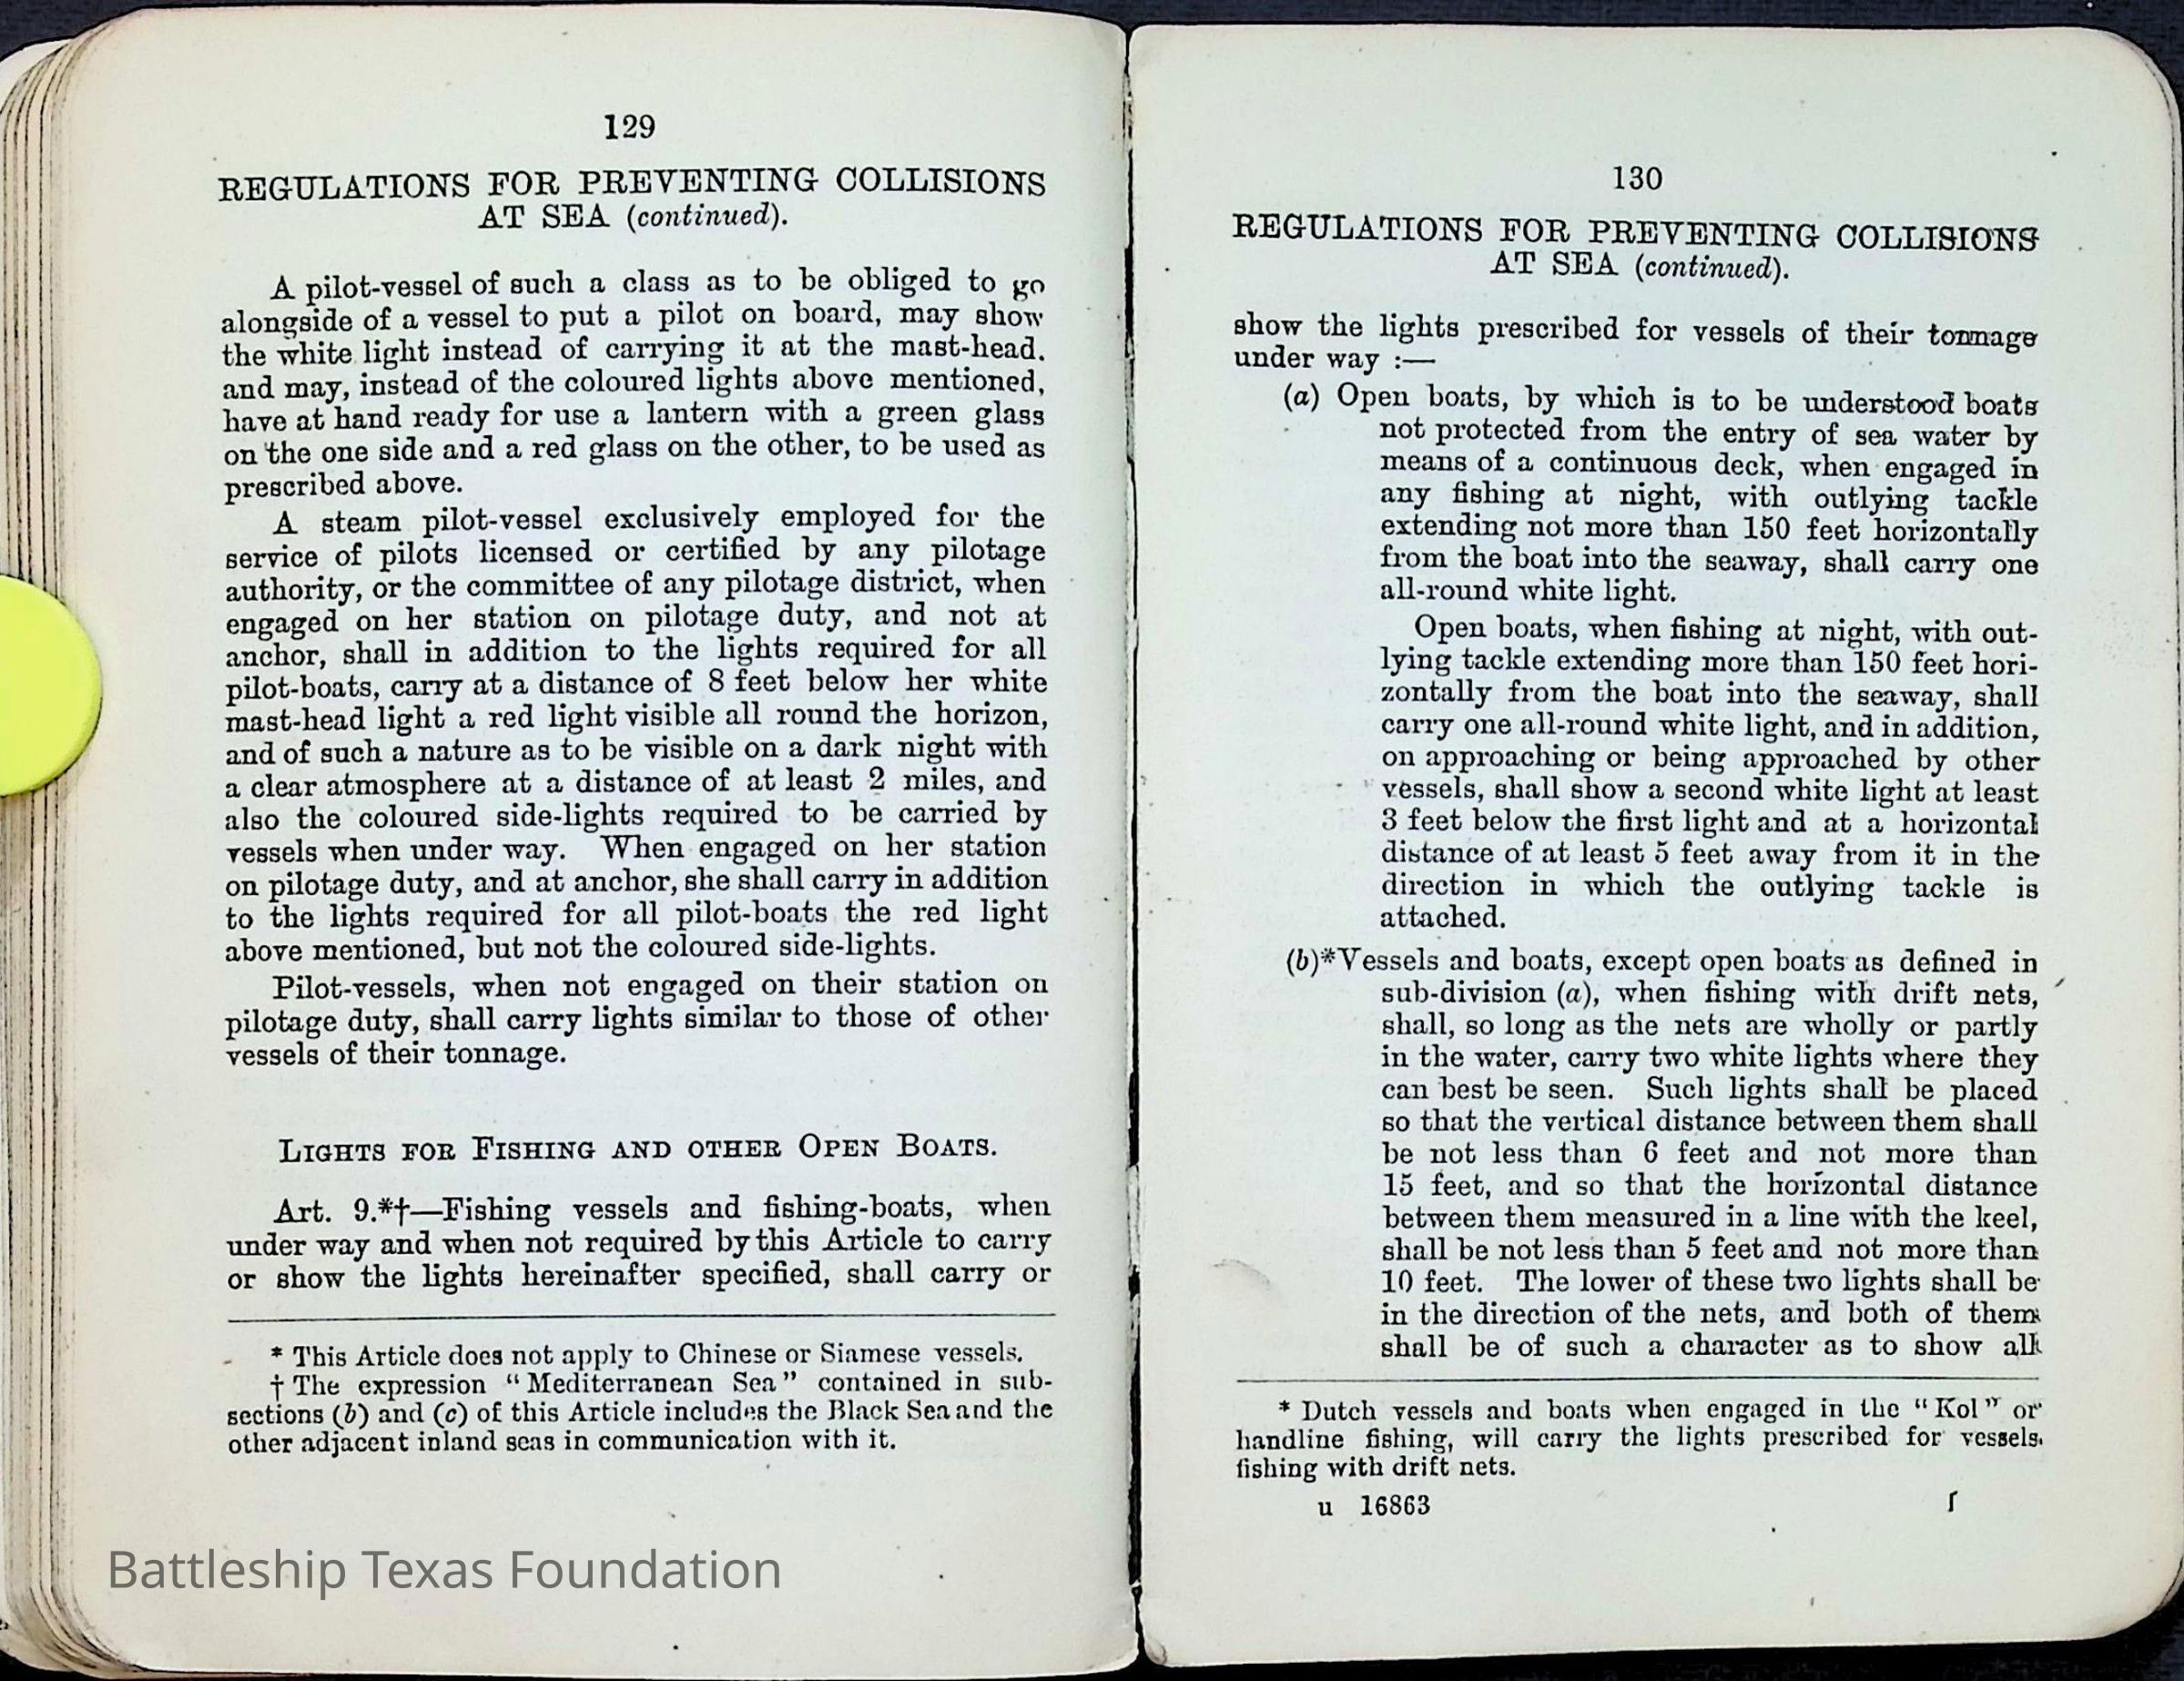 129
REGULATIONS FOR PREVENTING COLLISIONS
AT SEA (continued).
A pilot-vessel of such a class as to be obliged to go
alongside of a vessel to put a pilot on board, may show
the white light instead of carrying it at the mast-head.
and may, instead of the coloured lights above mentioned,
have at hand ready for use a lantern with a green glass
on the one side and a red glass on the other, to be used as
prescribed above.
A steam pilot-vessel exclusively employed for the
service of pilots licensed or certified by any pilotage
authority, or the committee of any pilotage district, when
engaged on her station on pilotage duty, and not at
anchor, shall in addition to the lights required for all
pilot-boats, carry at a distance of 8 feet below her white
mast-head light a red light visible all round the horizon,
and of such a nature as to be visible on a dark night with
a clear atmosphere at a distance of at least 2 miles, and
also the coloured side-lights required to be carried by
vessels when under way. When engaged on her station
on pilotage duty, and at anchor, she shall carry in addition
to the lights required for all pilot-boats the red light
above mentioned, but not the coloured side-lights.
Pilot-vessels, when not engaged on their station on
pilotage duty, shall carry lights similar to those of other
vessels of their tonnage.
LIGHTS FOR FISHING AND OTHER OPEN BOATS.
Art. 9.*†—Fishing vessels and fishing-boats, when
under way and when not required by this Article to carry
or show the lights hereinafter specified, shall carry or
* This Article does not apply to Chinese or Siamese vessels.
† The expression "Mediterranean Sea" contained in sub-
sections (b) and (c) of this Article includes the Black Sea and the
other adjacent inland seas in communication with it.
Battleship Texas Foundation
130
REGULATIONS FOR PREVENTING COLLISIONS
AT SEA (continued).
show the lights prescribed for vessels of their tonnage
under way :—
(a) Open boats, by which is to be understood boats
not protected from the entry of sea water by
means of a continuous deck, when engaged in
any fishing at night, with outlying tackle
extending not more than 150 feet horizontally
from the boat into the seaway, shall carry one
all-round white light.
Open boats, when fishing at night, with out-
lying tackle extending more than 150 feet hori-
zontally from the boat into the seaway, shall
carry one all-round white light, and in addition,
on approaching or being approached by other
vessels, shall show a second white light at least
3 feet below the first light and at a horizontal
distance of at least 5 feet away from it in the
direction in which the outlying tackle is
attached.
(b)*Vessels and boats, except open boats as defined in
sub-division (a), when fishing with drift nets,
shall, so long as the nets are wholly or partly
in the water, carry two white lights where they
can best be seen. Such lights shall be placed
so that the vertical distance between them shall
be not less than 6 feet and not more than
15 feet, and so that the horizontal distance
between them measured in a line with the keel,
shall be not less than 5 feet and not more than
10 feet. The lower of these two lights shall be
in the direction of the nets, and both of them
shall be of such a character as to show all
* Dutch vessels and boats when engaged in the "Kol" or
handline fishing, will carry the lights prescribed for vessels
fishing with drift nets.
u 16863